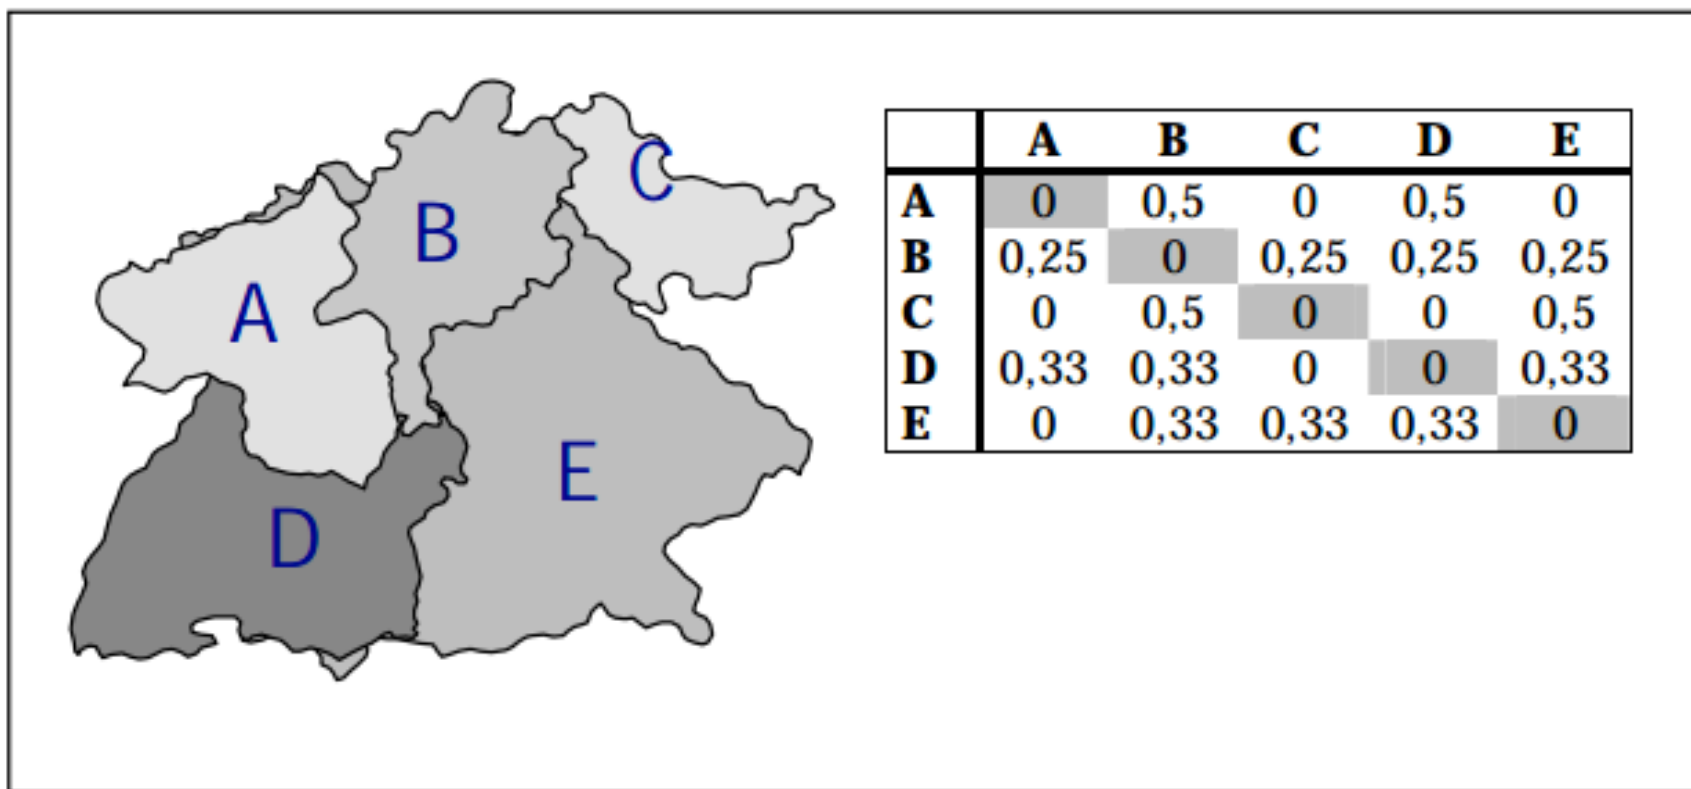 A
B
C
D
E
A B C D E
A 0 0,5 0 0,5 0
B 0,25 0 0,25 0,25 0,25
C 0 0,5 0 0 0,5
D 0,33 0,33 0 0 0,33
E 0 0,33 0,33 0,33 0